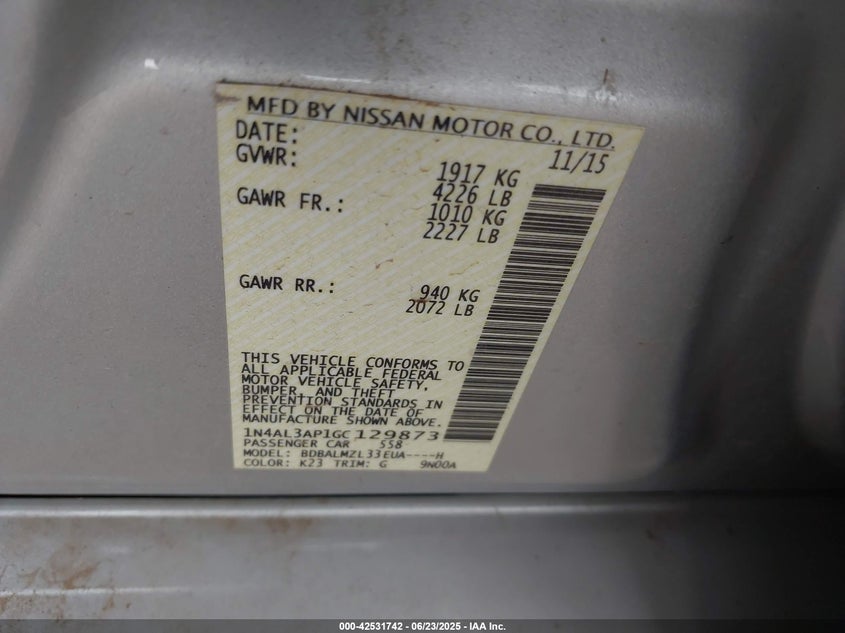 MFD BY NISSAN MOTOR CO., LTD.
DATE: 11/15
GVWR: 1917 KG
4226 LB
GAWR FR.: 1010 KG
2227 LB
GAWR RR.: 940 KG
2072 LB
THIS VEHICLE CONFORMS TO
ALL APPLICABLE FEDERAL
MOTOR VEHICLE SAFETY,
BUMPER, AND THEFT
PREVENTION STANDARDS IN
EFFECT ON THE DATE OF
MANUFACTURE SHOWN ABOVE.
1N4AL3AP1GC129873
PASSENGER CAR 558
MODEL: BDBALMZL33EUA----H
COLOR: K23 TRIM: G 9N00A
000-42531742 / 06/23/2025 - IAA Inc.